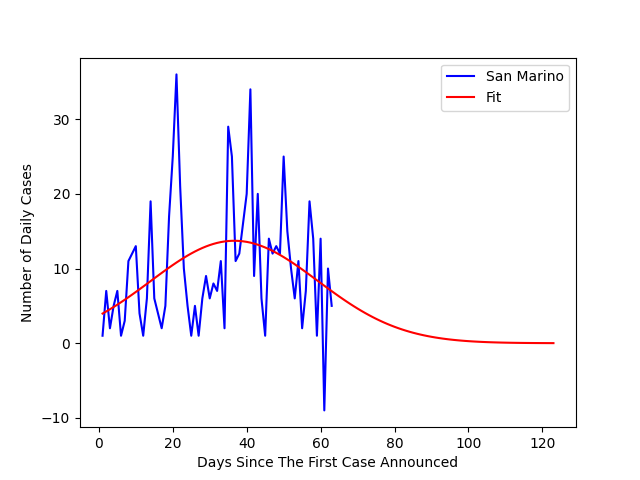 San Marino
Fit
30
20
10
0
−10
Number of Daily Cases
0 20 40 60 80 100 120
Days Since The First Case Announced